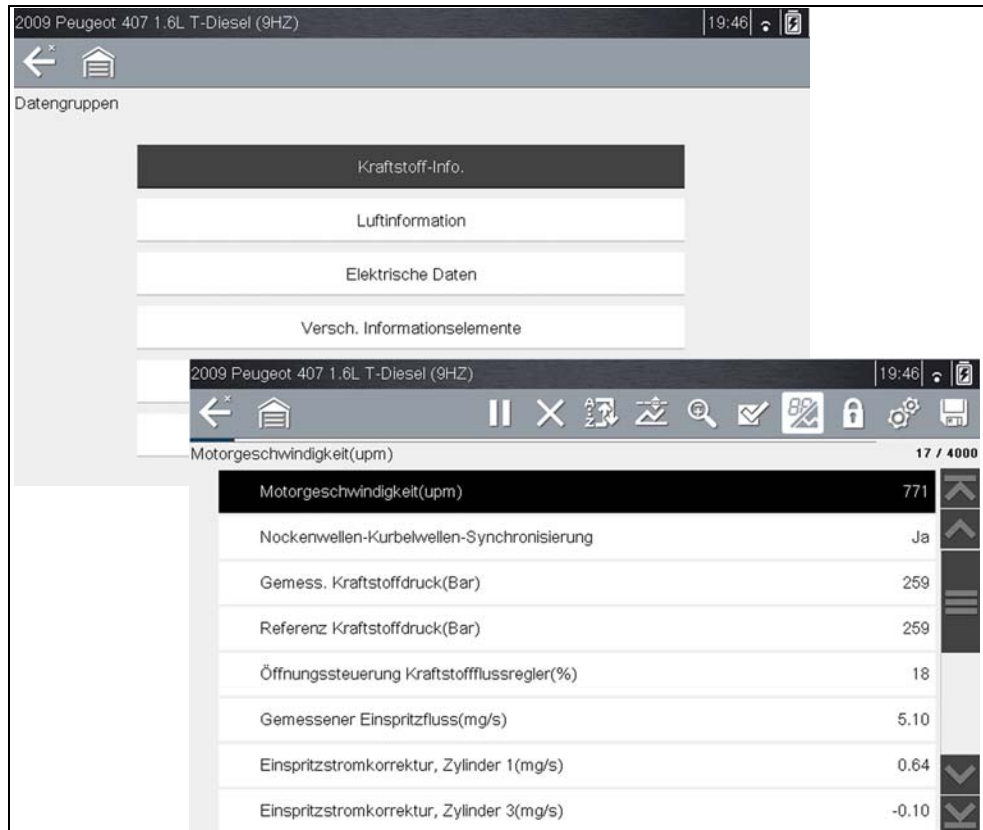 2009 Peugeot 407 1.6L T-Diesel (9HZ) 19:46
Datengruppen
Kraftstoff-Info.
Luftinformation
Elektrische Daten
Versch. Informationselemente
2009 Peugeot 407 1.6L T-Diesel (9HZ) 19:46
Motorgeschwindigkeit(upm) 17 / 4000
Motorgeschwindigkeit(upm) 771
Nockenwellen-Kurbelwellen-Synchronisierung Ja
Gemess. Kraftstoffdruck(Bar) 259
Referenz Kraftstoffdruck(Bar) 259
Öffnungssteuerung Kraftstoffflussregler(%) 18
Gemessener Einspritzfluss(mg/s) 5.10
Einspritzstromkorrektur, Zylinder 1(mg/s) 0.64
Einspritzstromkorrektur, Zylinder 3(mg/s) -0.10